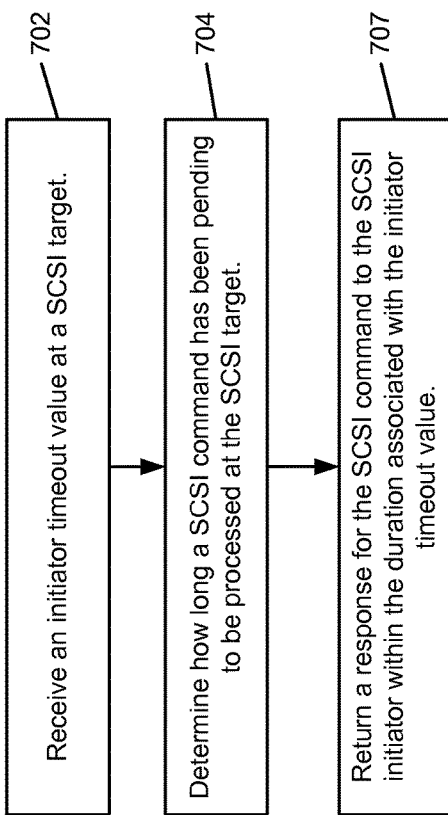 702
Receive an initiator timeout value at a SCSI target.
704
Determine how long a SCSI command has been pending
to be processed at the SCSI target.
707
Return a response for the SCSI command to the SCSI
initiator within the duration associated with the initiator
timeout value.